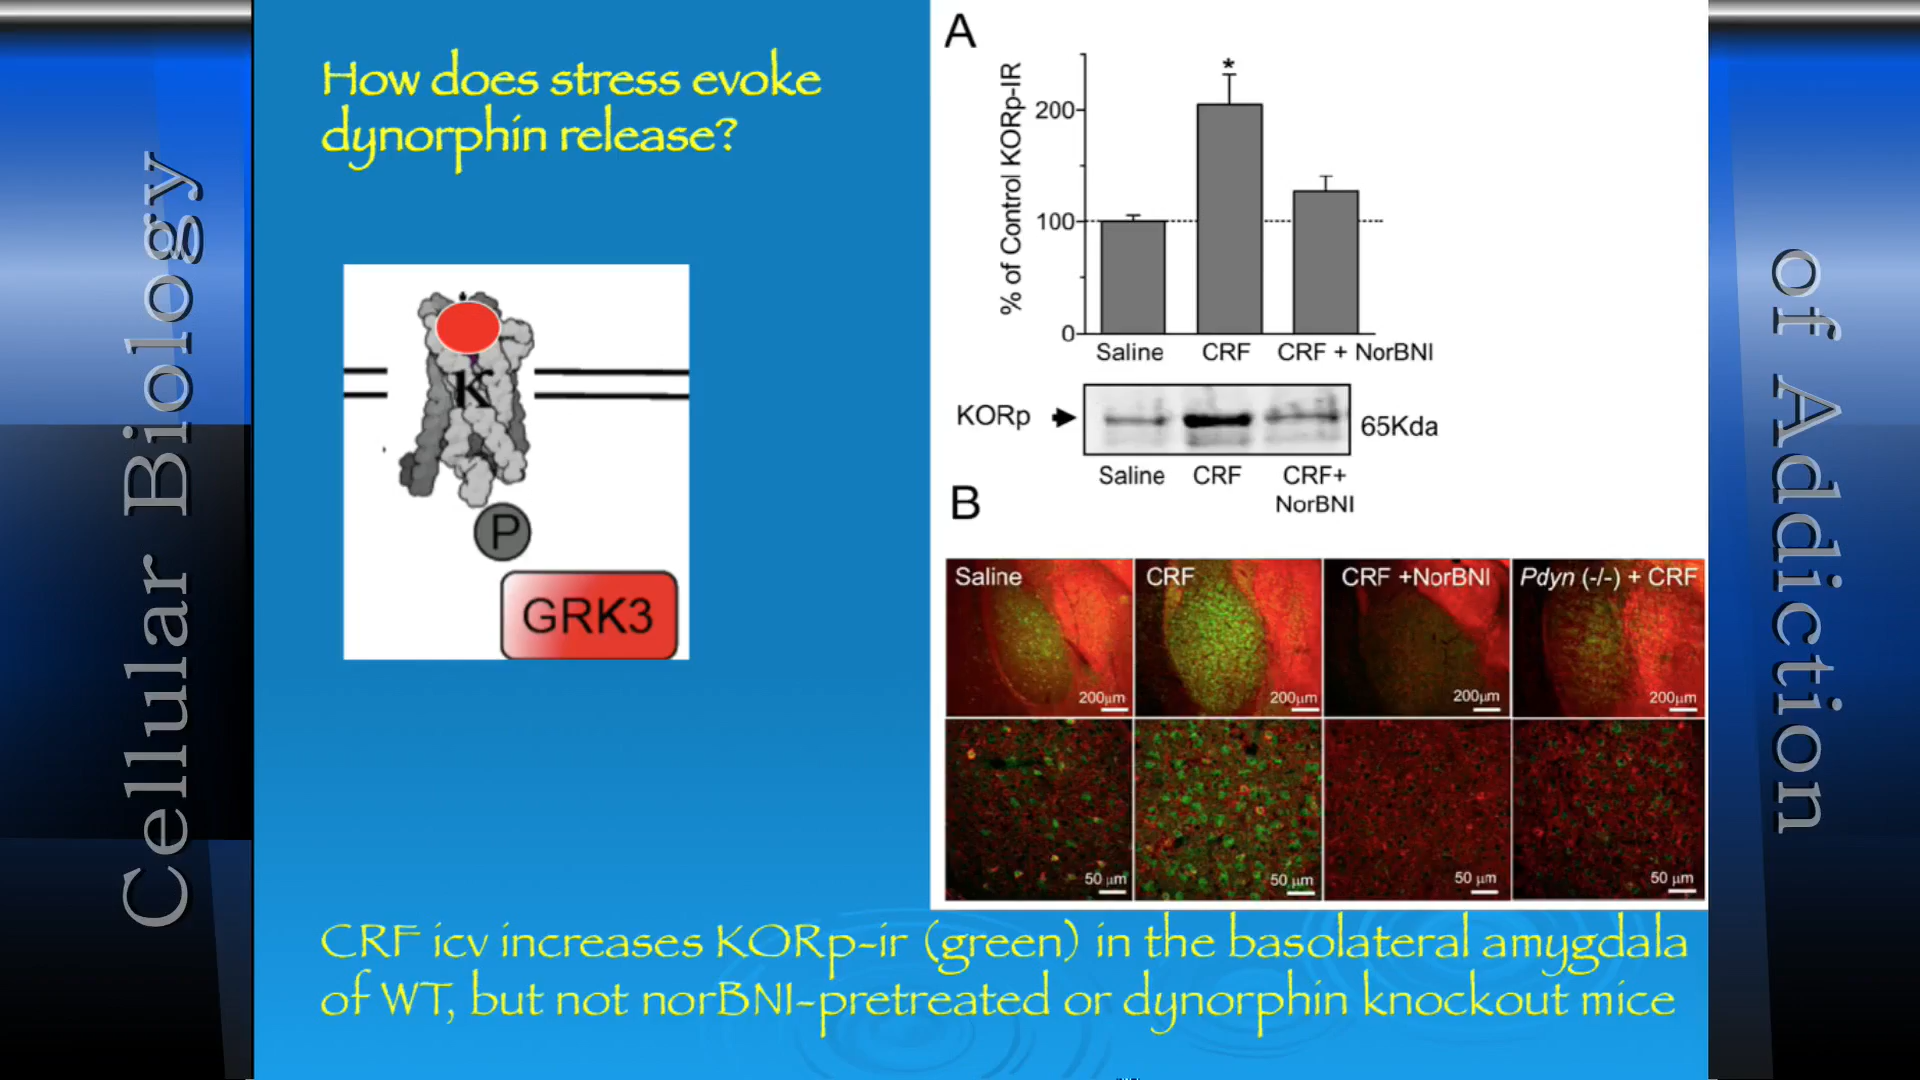 Cellular Biology
of Addiction
How does stress evoke
dynorphin release?
K
P
GRK3
A
% of Control KORp-IR
200
100
0
*
Saline CRF CRF + NorBNI
KORp
65Kda
Saline CRF CRF+
NorBNI
B
Saline CRF CRF +NorBNI Pdyn (-/-) + CRF
200µm 200µm 200µm 200µm
50 µm 50 µm 50 µm 50 µm
CRF icv increases KORp-ir (green) in the basolateral amygdala
of WT, but not norBNI-pretreated or dynorphin knockout mice